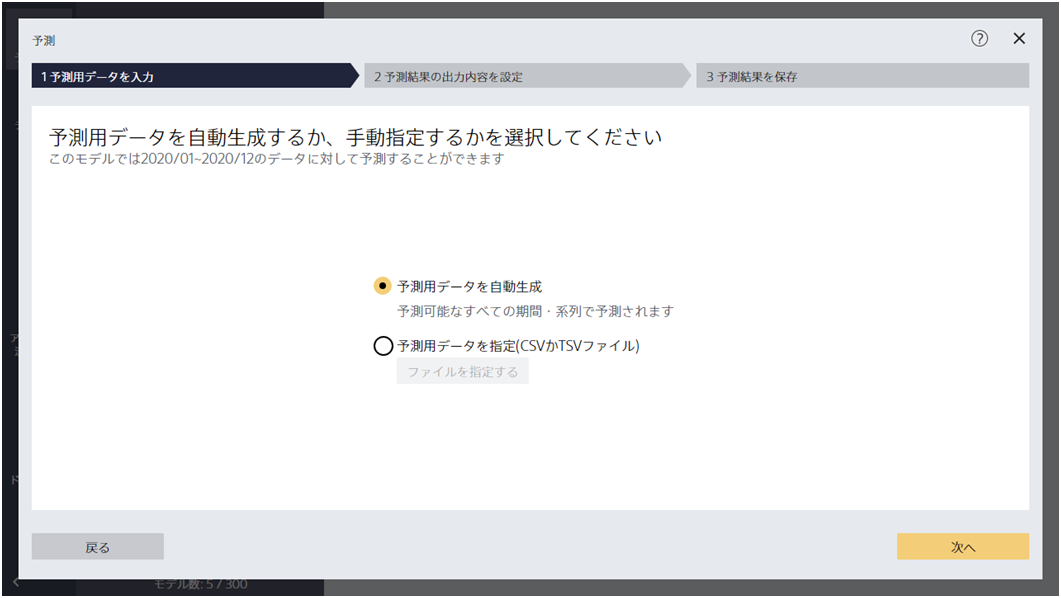 予測
1 予測用データを入力
2 予測結果の出力内容を設定
3 予測結果を保存
予測用データを自動生成するか、手動指定するかを選択してください
このモデルでは2020/01~2020/12のデータに対して予測することができます
予測用データを自動生成
予測可能なすべての期間・系列で予測されます
予測用データを指定(CSVかTSVファイル)
ファイルを指定する
戻る
次へ
モデル数: 5 / 300